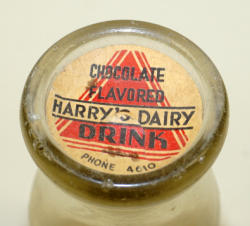 CHOCOLATE
FLAVORED
HARRY'S DAIRY
DRINK
PHONE 4610